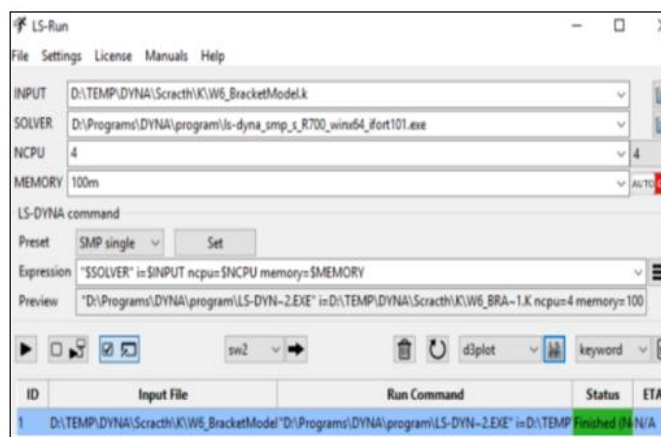 LS-Run
File Settings License Manuals Help
INPUT D:\TEMP\DYNA\Scracth\K\W6_BracketModel.k
SOLVER D:\Programs\DYNA\program\ls-dyna_smp_s_R700_winx64_ifort101.exe
NCPU 4 4
MEMORY 100m AUTO
LS-DYNA command
Preset SMP single Set
Expression "$SOLVER" i=$INPUT ncpu=$NCPU memory=$MEMORY
Preview "D:\Programs\DYNA\program\LS-DYN~2.EXE" i=D:\TEMP\DYNA\Scracth\K\W6_BRA~1.K ncpu=4 memory=100
sw2 d3plot keyword
ID Input File Run Command Status ETA
1 D:\TEMP\DYNA\Scracth\K\W6_BracketModel "D:\Programs\DYNA\program\LS-DYN~2.EXE" i=D:\TEMP Finished (N N/A